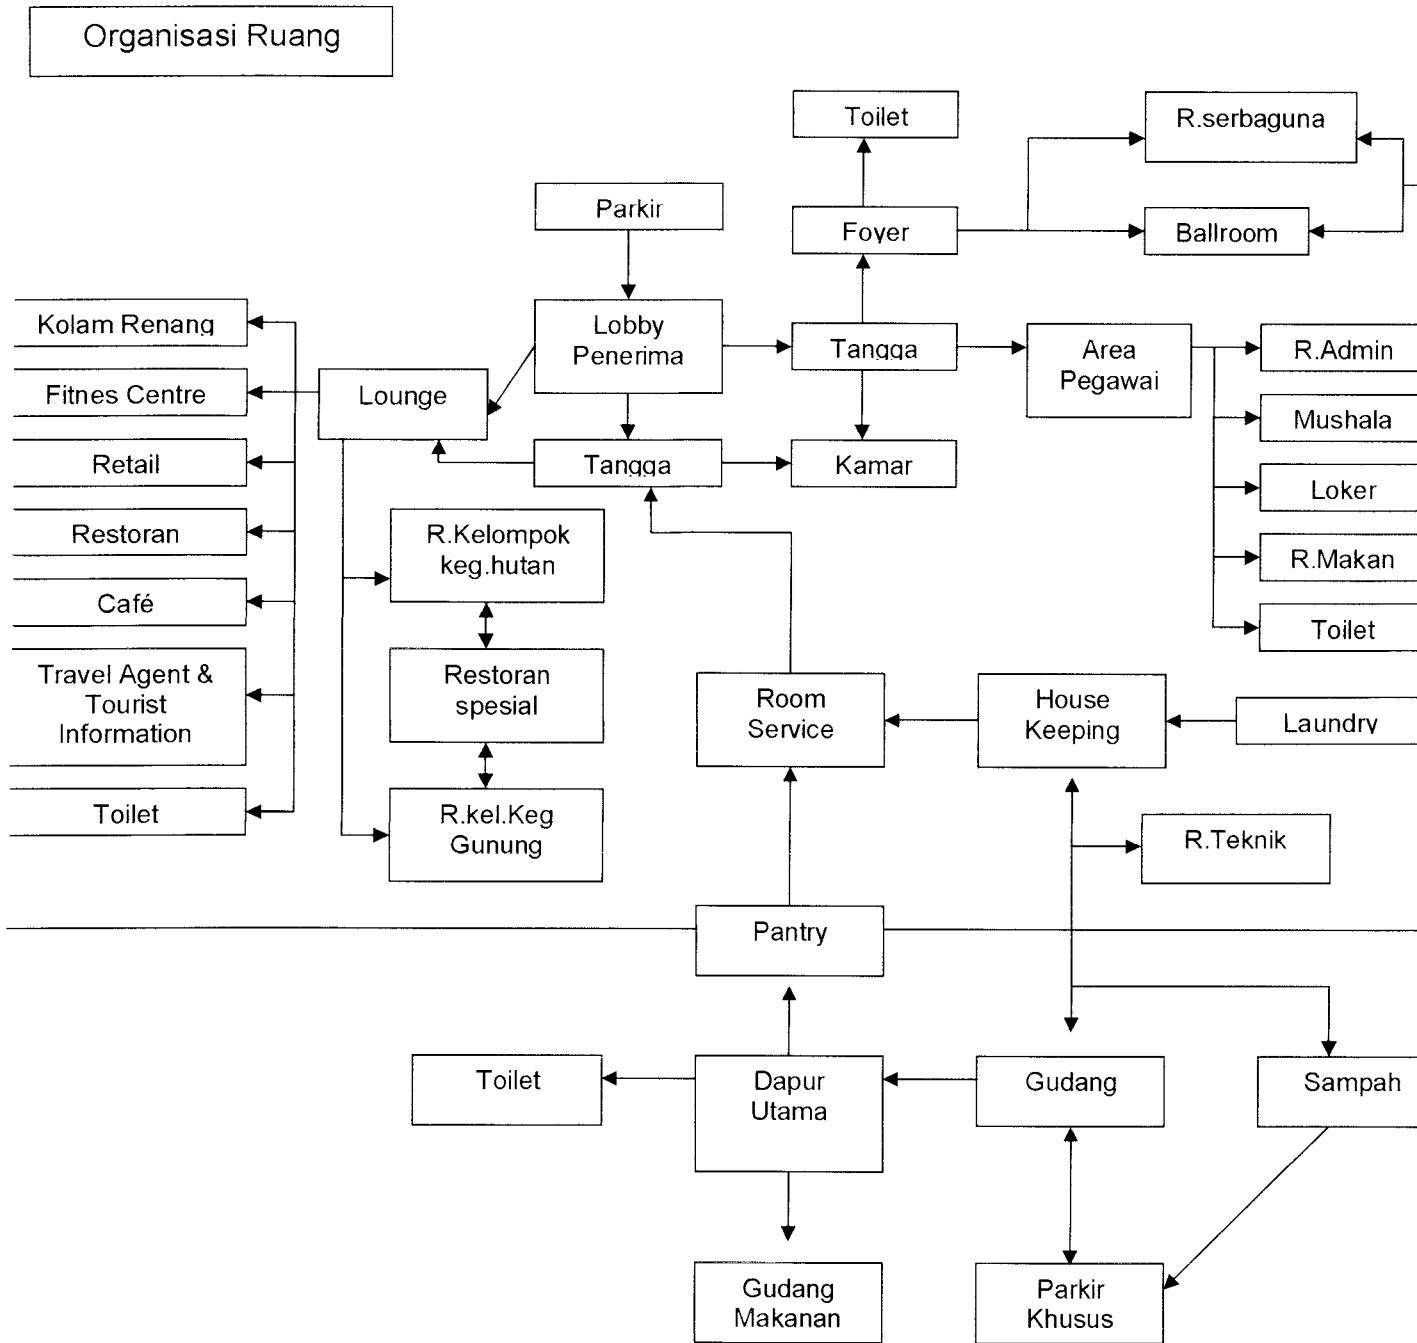 Organisasi Ruang
Toilet
R.serbaguna
Parkir
Foyer
Ballroom
Kolam Renang
Lobby
Penerima
Tangga
Area
Pegawai
R.Admin
Fitnes Centre
Lounge
Mushala
Retail
Tangga
Kamar
Loker
Restoran
R.Kelompok
keg.hutan
R.Makan
Café
Toilet
Travel Agent &
Tourist
Information
Restoran
spesial
Room
Service
House
Keeping
Laundry
Toilet
R.kel.Keg
Gunung
R.Teknik
Pantry
Toilet
Dapur
Utama
Gudang
Sampah
Gudang
Makanan
Parkir
Khusus